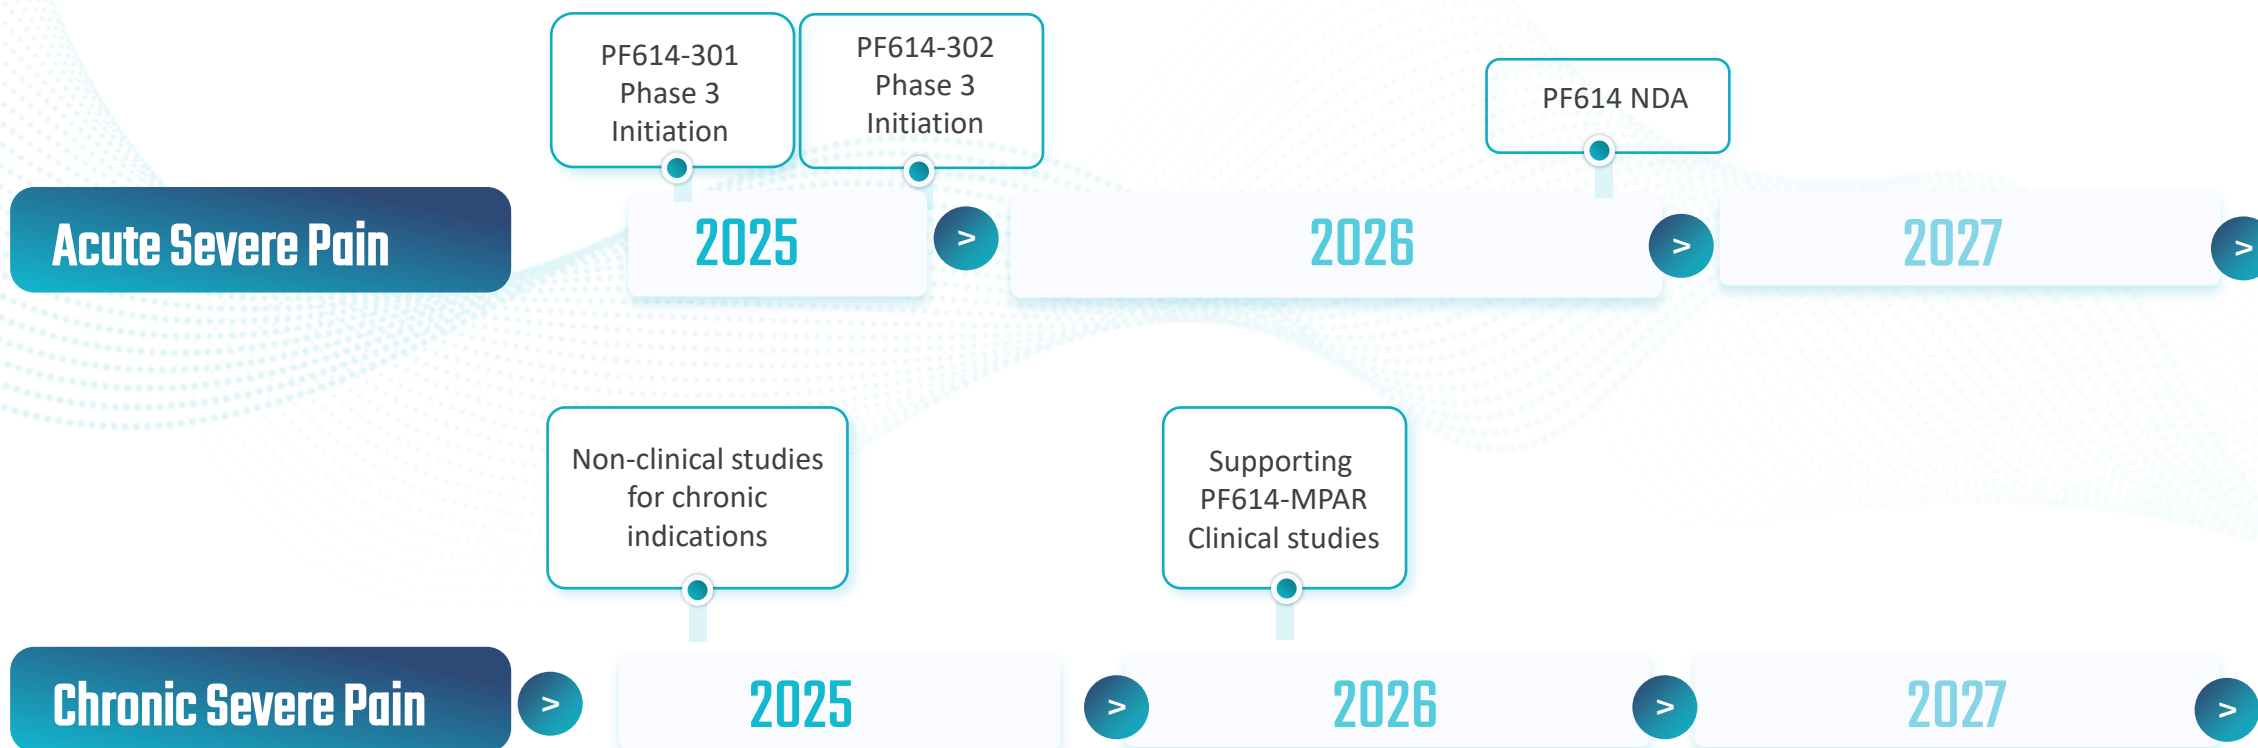 PF614-301
Phase 3
Initiation
PF614-302
Phase 3
Initiation
PF614 NDA
Acute Severe Pain
2025
>
2026
>
2027
>
Non-clinical studies
for chronic
indications
Supporting
PF614-MPAR
Clinical studies
Chronic Severe Pain
>
2025
>
2026
>
2027
>